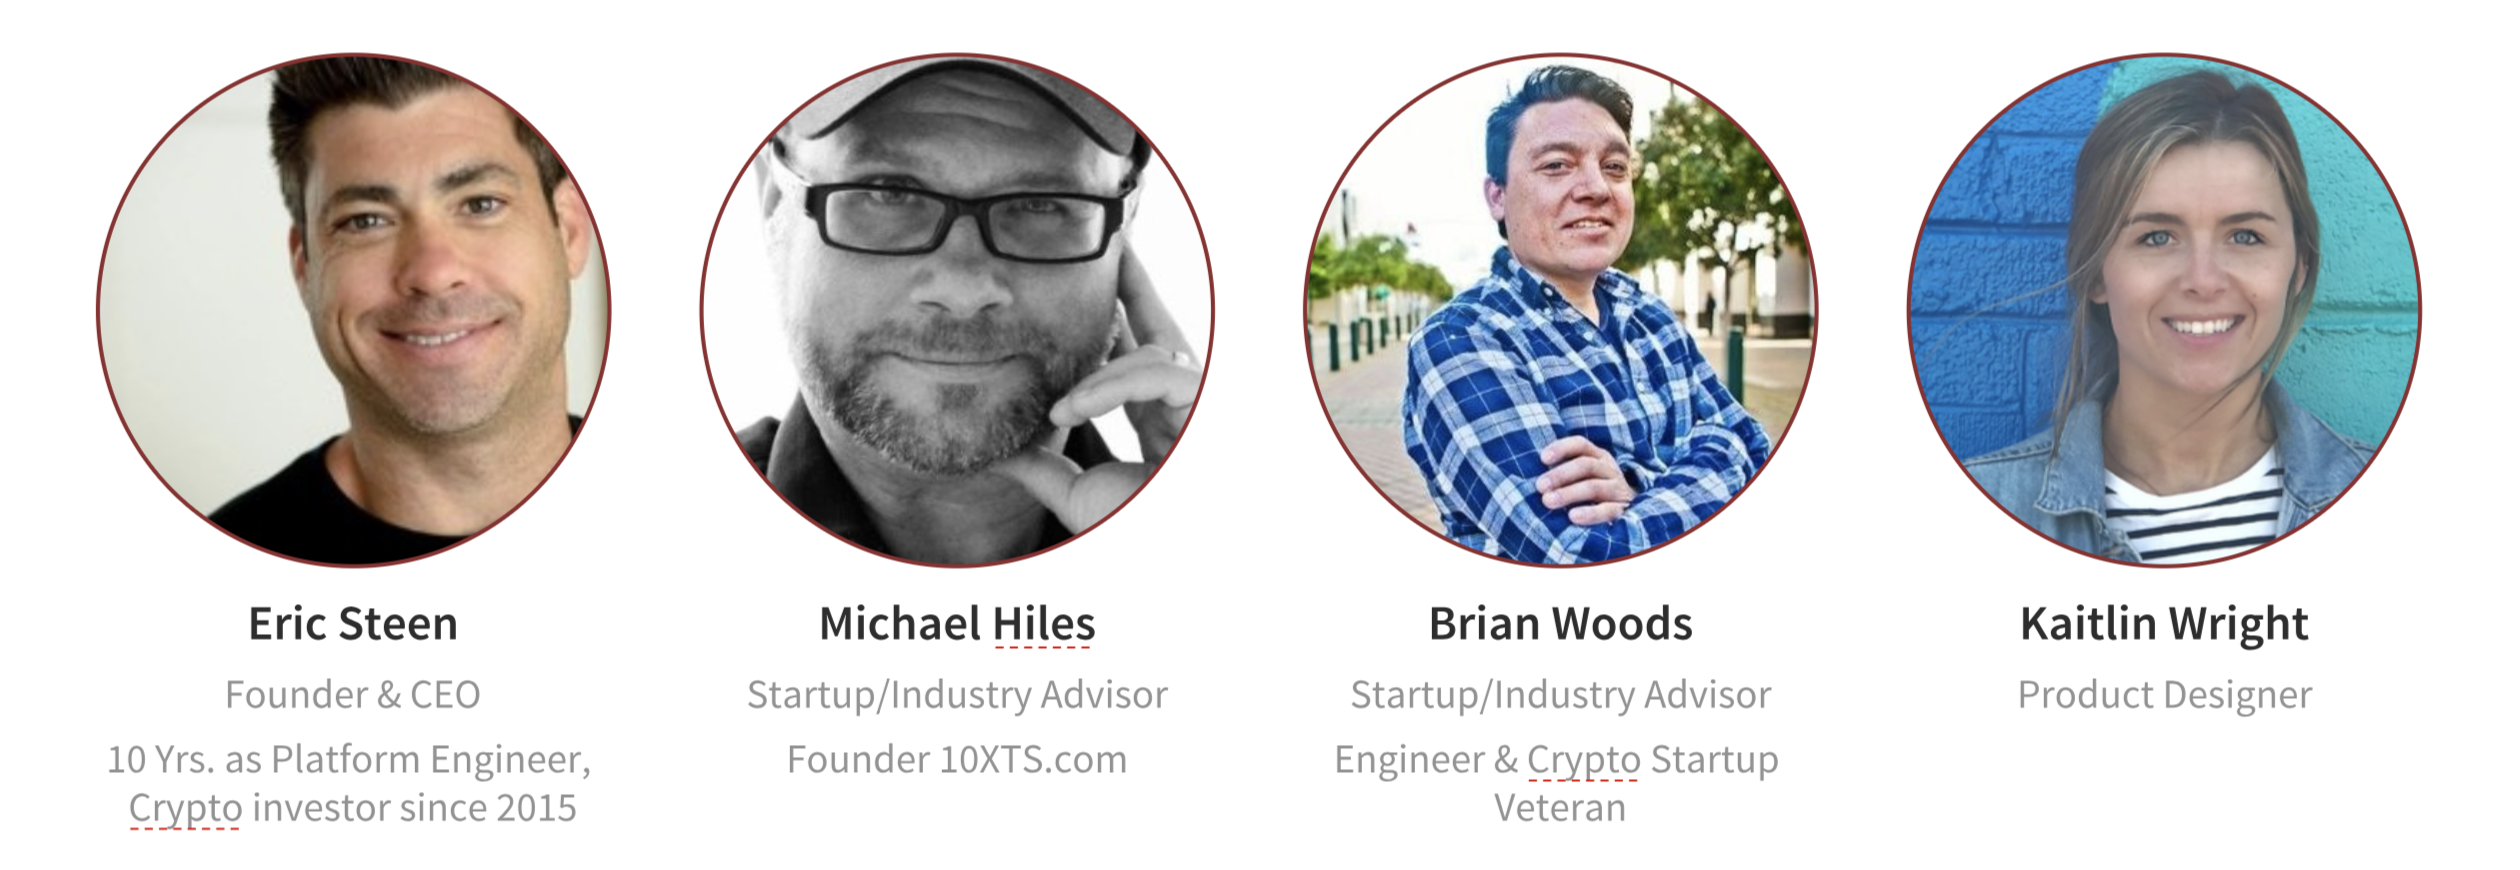 Eric Steen
Michael Hiles
Brian Woods
Kaitlin Wright
Founder & CEO
Startup/Industry Advisor
Startup/Industry Advisor
Product Designer
10 Yrs. as Platform Engineer,
Crypto investor since 2015
Founder 10XTS.com
Engineer & Crypto Startup
Veteran